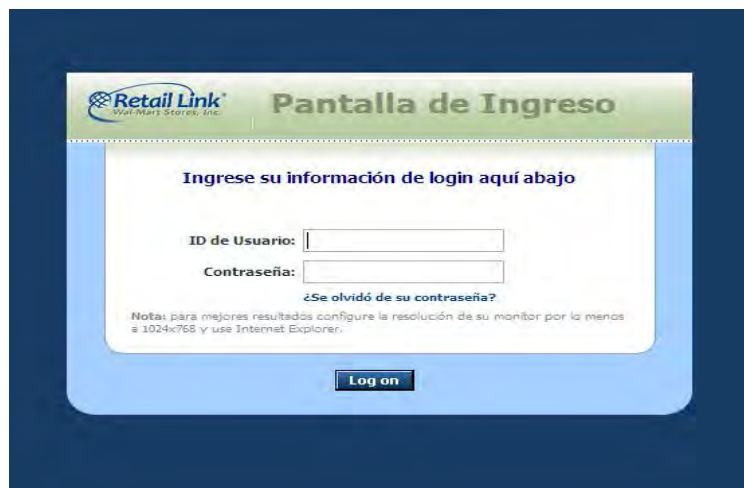 Retail Link®
Wal-Mart Stores, Inc.
Pantalla de Ingreso
Ingrese su información de login aquí abajo
ID de Usuario:
Contraseña:
¿Se olvidó de su contraseña?
Nota: para mejores resultados configure la resolución de su monitor por lo menos
a 1024x768 y use Internet Explorer.
Log on